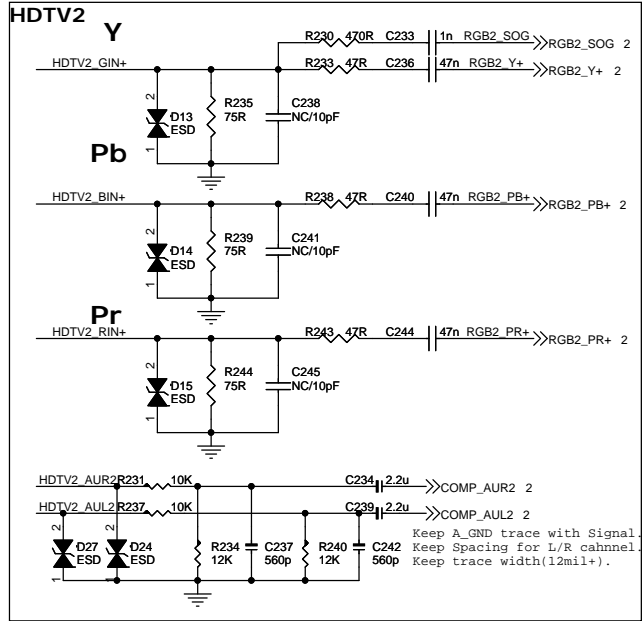 HDTV2
Y
R230 470R C233 1n RGB2_SOG RGB2_SOG 2
HDTV2_GIN+ R233 47R C236 47n RGB2_Y+ RGB2_Y+ 2
2 D13 ESD 1
R235 75R
C238 NC/10pF
Pb
HDTV2_BIN+ R238 47R C240 47n RGB2_PB+ RGB2_PB+ 2
2 D14 ESD 1
R239 75R
C241 NC/10pF
Pr
HDTV2_RIN+ R243 47R C244 47n RGB2_PR+ RGB2_PR+ 2
2 D15 ESD 1
R244 75R
C245 NC/10pF
HDTV2_AUR2 R231 10K C234 2.2u COMP_AUR2 2
HDTV2_AUL2 R237 10K C239 2.2u COMP_AUL2 2
2 D27 ESD 1
2 D24 ESD 1
R234 12K
C237 560p
R240 12K
C242 560p
Keep A_GND trace with Signal.
Keep Spacing for L/R cahnnel.
Keep trace width(12mil+).